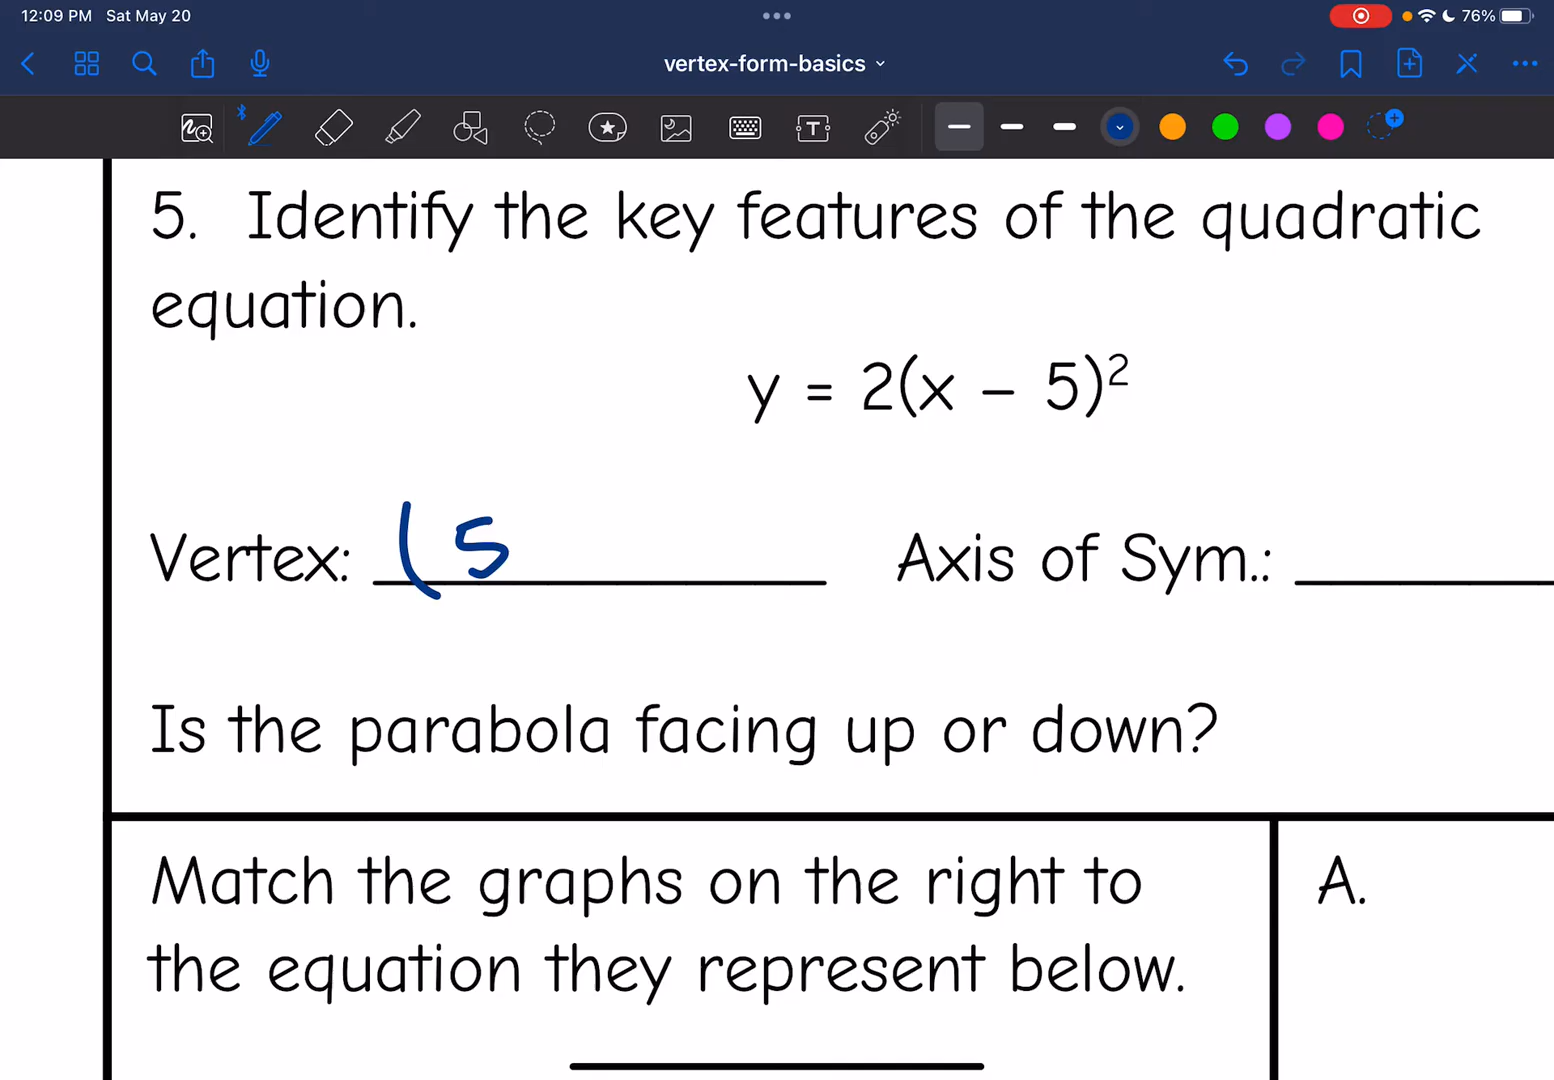 12:09 PM Sat May 20
76%
vertex-form-basics
T
5. Identify the key features of the quadratic
equation.
y = 2(x – 5)²
Vertex: (5 Axis of Sym.:
Is the parabola facing up or down?
Match the graphs on the right to
the equation they represent below.
A.